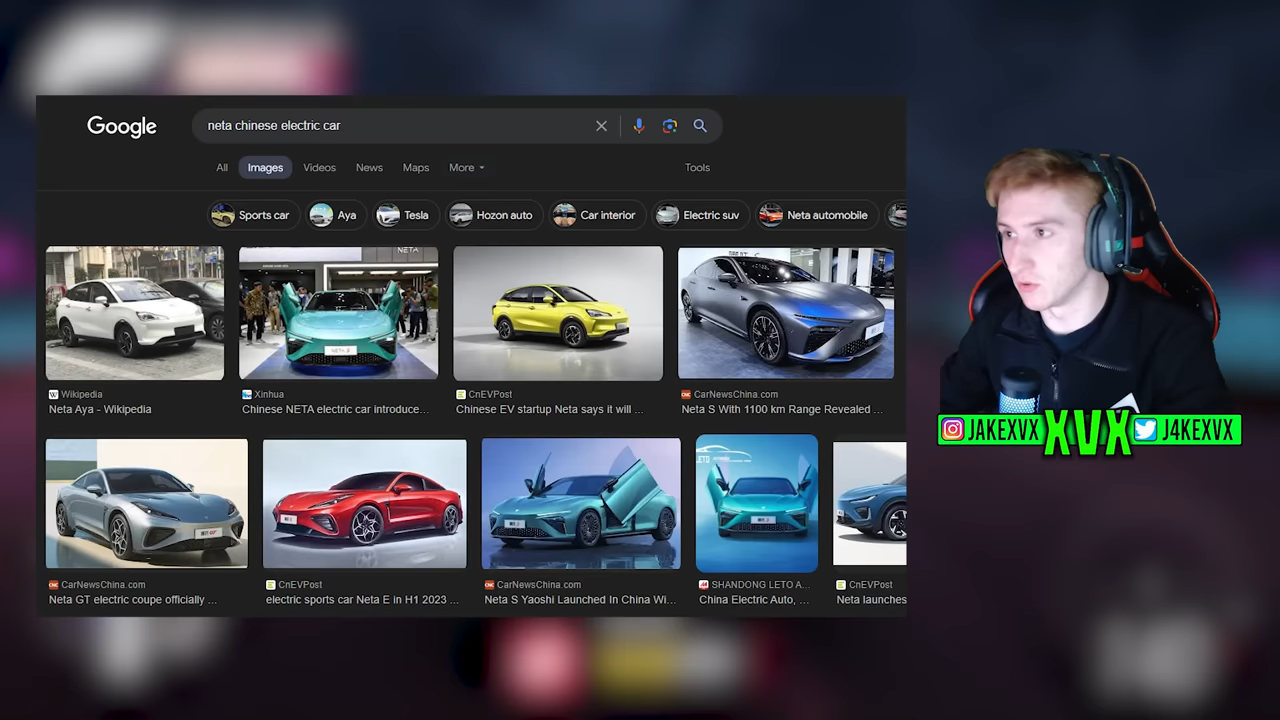 Google
neta chinese electric car
All Images Videos News Maps More Tools
Sports car Aya Tesla Hozon auto Car interior Electric suv Neta automobile
NETA
Wikipedia
Neta Aya - Wikipedia
Xinhua
Chinese NETA electric car introduce...
CnEVPost
Chinese EV startup Neta says it will ...
CarNewsChina.com
Neta S With 1100 km Range Revealed ...
JAKEXVX XVX J4KEXVX
LETO
CarNewsChina.com
Neta GT electric coupe officially ...
CnEVPost
electric sports car Neta E in H1 2023 ...
CarNewsChina.com
Neta S Yaoshi Launched In China Wi...
SHANDONG LETO A...
China Electric Auto, ...
CnEVPost
Neta launches